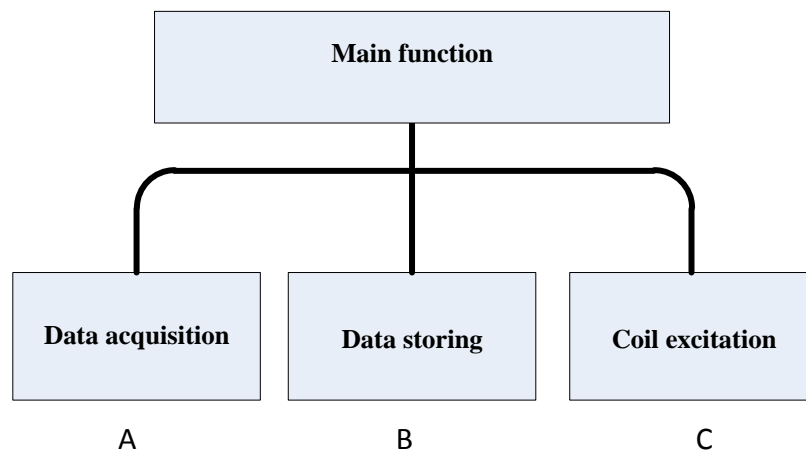 Main function
Data acquisition
Data storing
Coil excitation
A
B
C